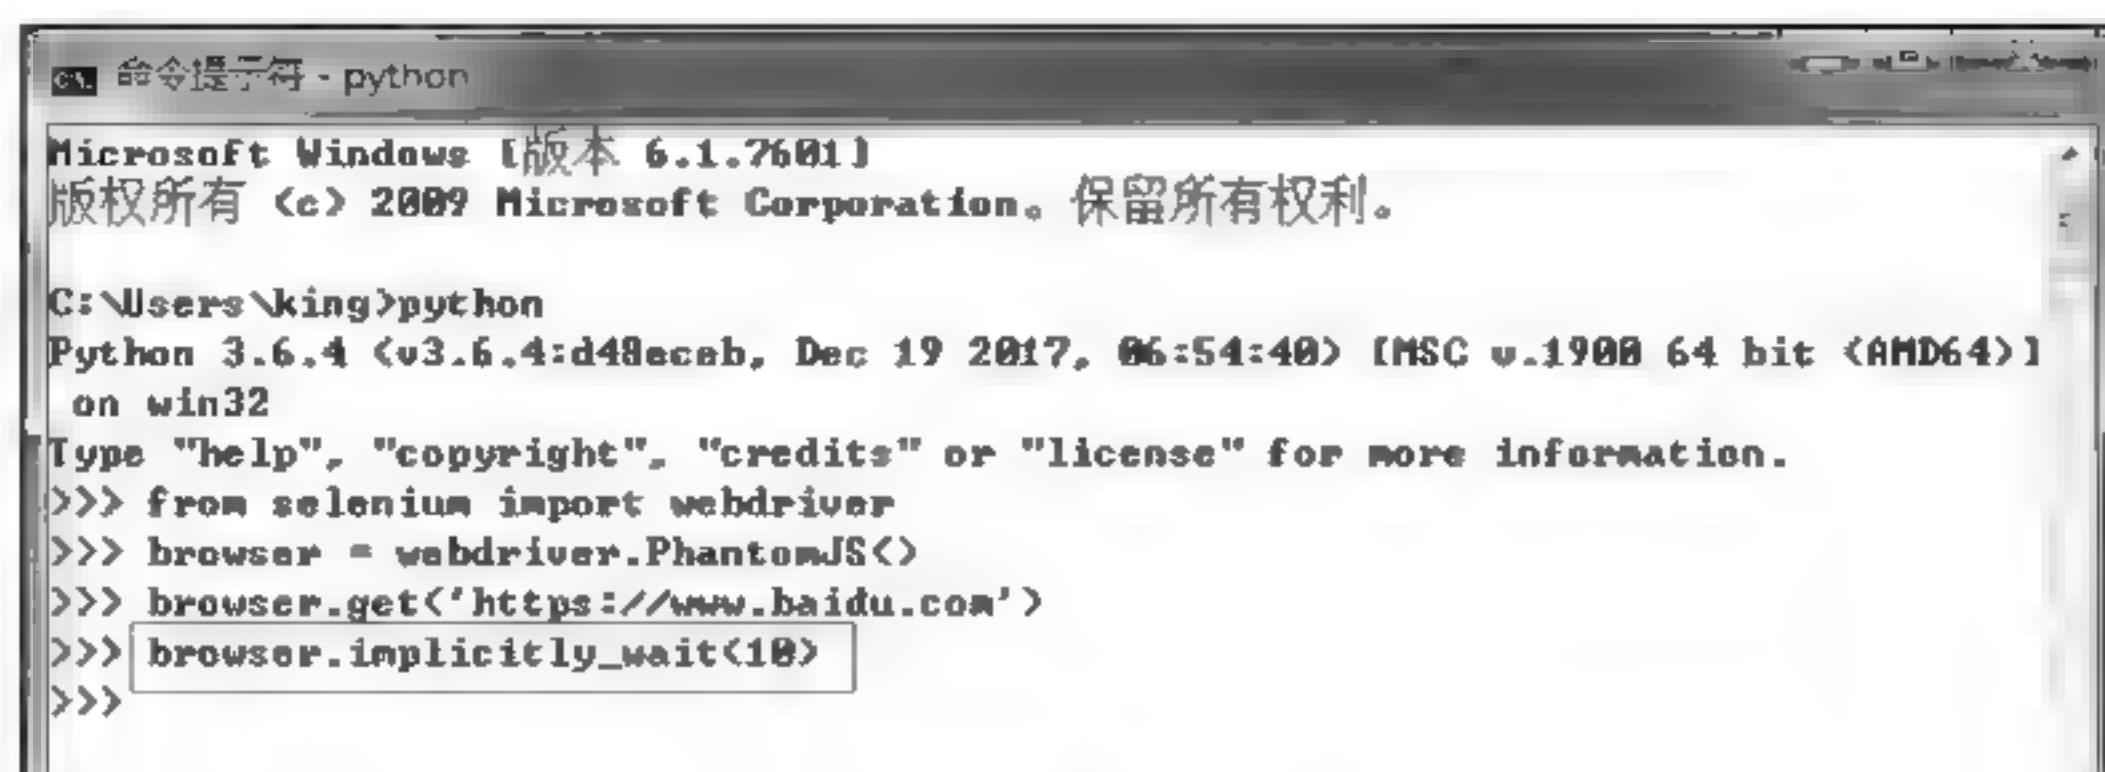 命令提示符 - python
Microsoft Windows [版本 6.1.7601]
版权所有 (c) 2009 Microsoft Corporation。保留所有权利。
C:\Users\king>python
Python 3.6.4 (v3.6.4:d48eceb, Dec 19 2017, 06:54:40) [MSC v.1900 64 bit (AMD64)]
on win32
Type "help", "copyright", "credits" or "license" for more information.
>>> from selenium import webdriver
>>> browser = webdriver.PhantomJS()
>>> browser.get('https://www.baidu.com')
>>> browser.implicitly_wait(10)
>>>